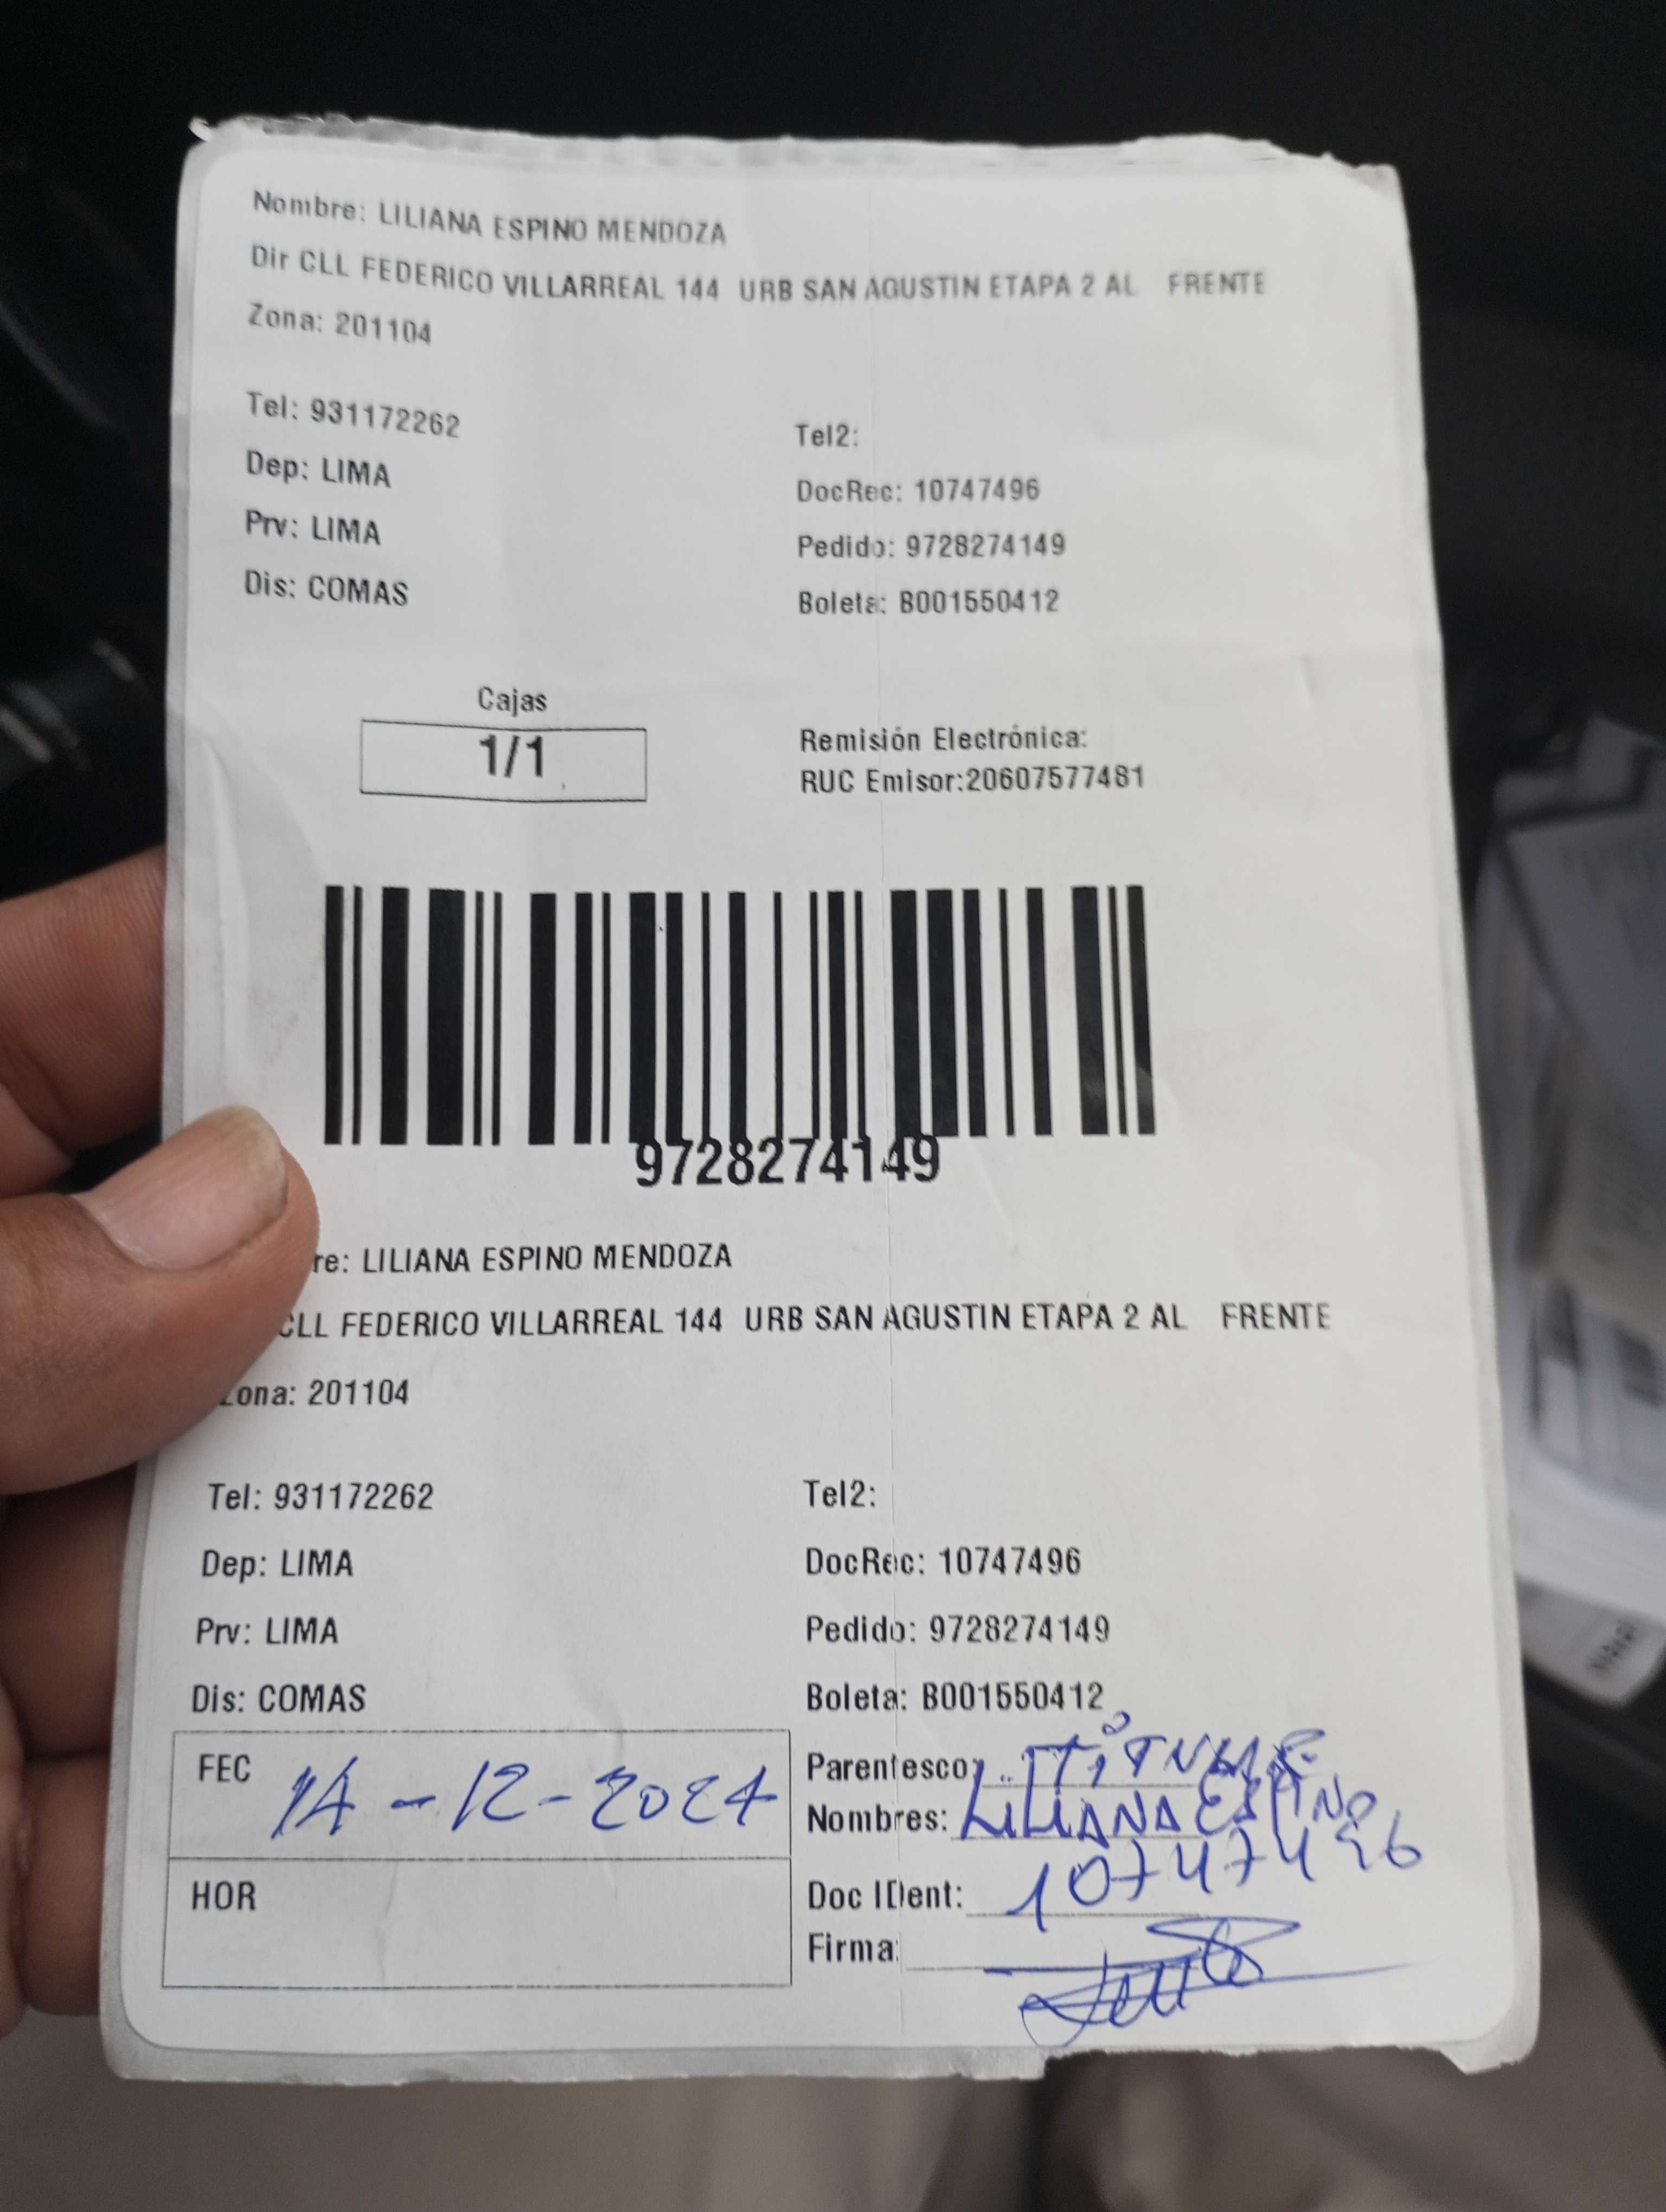 Nombre: LILIANA ESPINO MENDOZA
Dir CLL FEDERICO VILLARREAL 144 URB SAN AGUSTIN ETAPA 2 AL FRENTE
Zona: 201104
Tel: 931172262
Tel2:
Dep: LIMA
DocRec: 10747496
Prv: LIMA
Pedido: 9728274149
Dis: COMAS
Boleta: B001550412
Cajas
1/1
Remisión Electrónica:
RUC Emisor:20607577481
9728274149
re: LILIANA ESPINO MENDOZA
CLL FEDERICO VILLARREAL 144 URB SAN AGUSTIN ETAPA 2 AL FRENTE
Zona: 201104
Tel: 931172262
Tel2:
Dep: LIMA
DocRec: 10747496
Prv: LIMA
Pedido: 9728274149
Dis: COMAS
Boleta: B001550412
FEC 14-12-2024
Parentesco: TiTULAR
Nombres: LILIANA ESPINO
HOR
Doc IDent: 10747496
Firma: